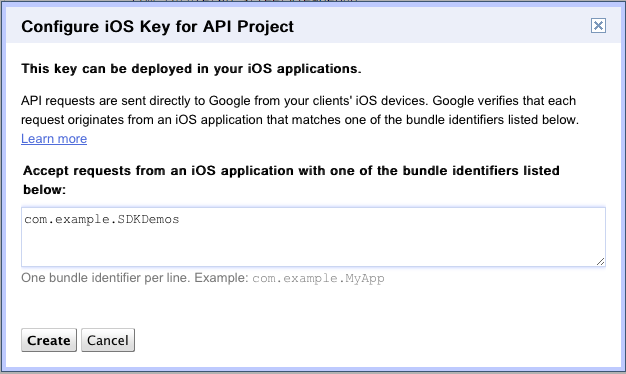 Configure iOS Key for API Project
This key can be deployed in your iOS applications.
API requests are sent directly to Google from your clients' iOS devices. Google verifies that each
request originates from an iOS application that matches one of the bundle identifiers listed below.
Learn more
Accept requests from an iOS application with one of the bundle identifiers listed
below:
com.example.SDKDemos
One bundle identifier per line. Example: com.example.MyApp
Create Cancel